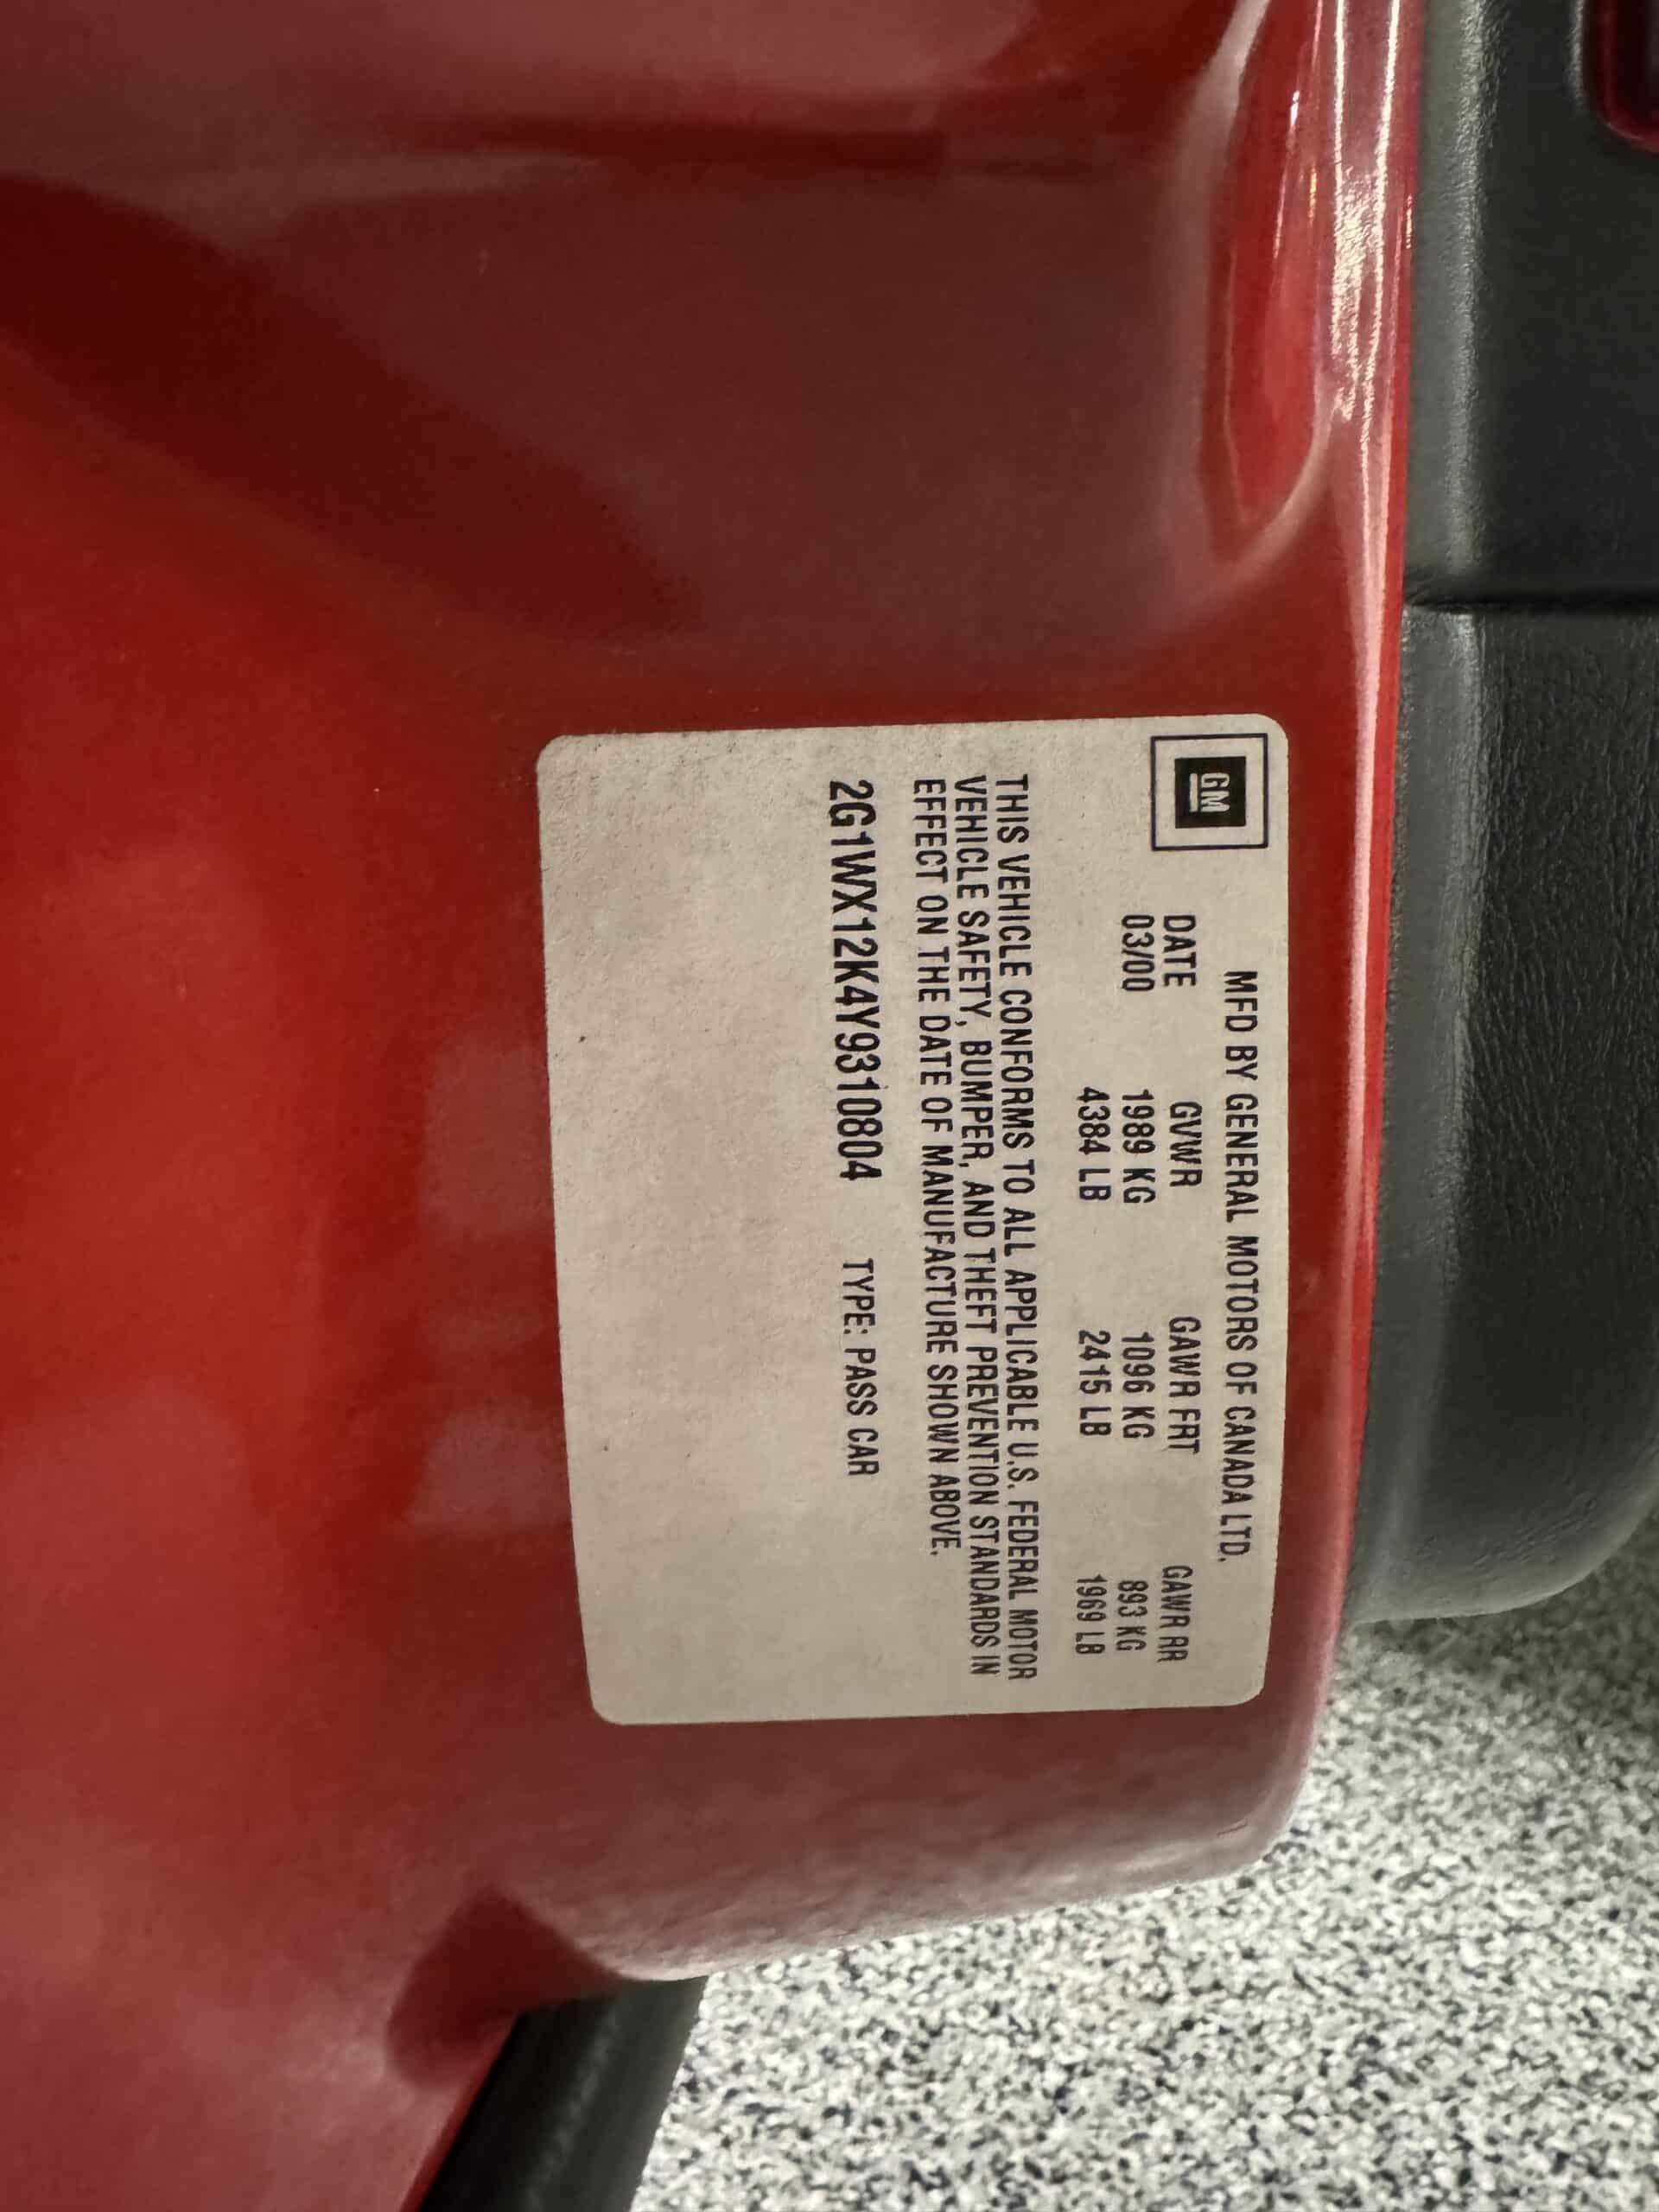 GM
MFD BY GENERAL MOTORS OF CANADA LTD.
DATE GVWR GAWR FRT GAWR RR
03/00 1989 KG 1096 KG 893 KG
4384 LB 2415 LB 1969 LB
THIS VEHICLE CONFORMS TO ALL APPLICABLE U.S. FEDERAL MOTOR
VEHICLE SAFETY, BUMPER, AND THEFT PREVENTION STANDARDS IN
EFFECT ON THE DATE OF MANUFACTURE SHOWN ABOVE.
2G1WX12K4Y9310804 TYPE: PASS CAR